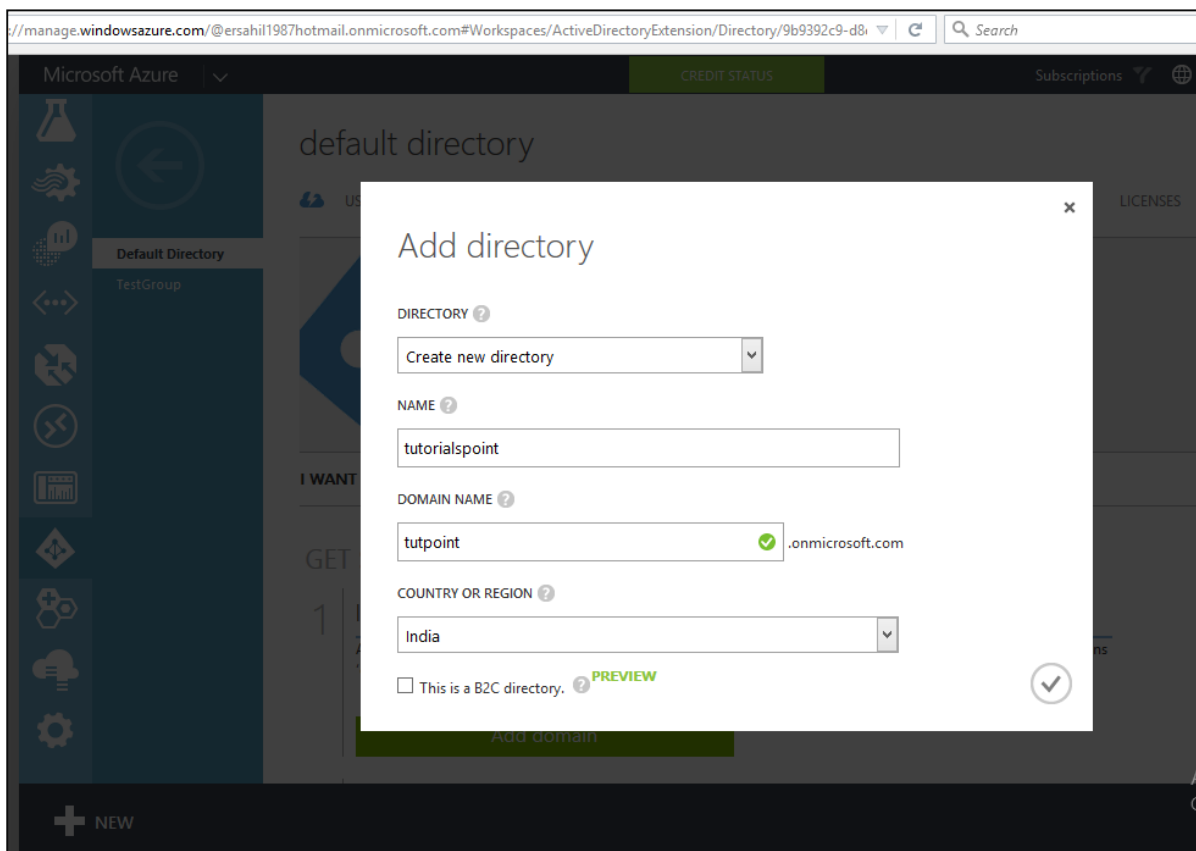 ://manage.windowsazure.com/@ersahil1987hotmail.onmicrosoft.com#Workspaces/ActiveDirectoryExtension/Directory/9b9392c9-d8
Search
Microsoft Azure
CREDIT STATUS
Subscriptions
default directory
US
LICENSES
Default Directory
TestGroup
Add directory
DIRECTORY ?
Create new directory
NAME ?
tutorialspoint
DOMAIN NAME ?
tutpoint
.onmicrosoft.com
COUNTRY OR REGION ?
India
This is a B2C directory. ? PREVIEW
I WANT
GET
1
ns
Add domain
NEW